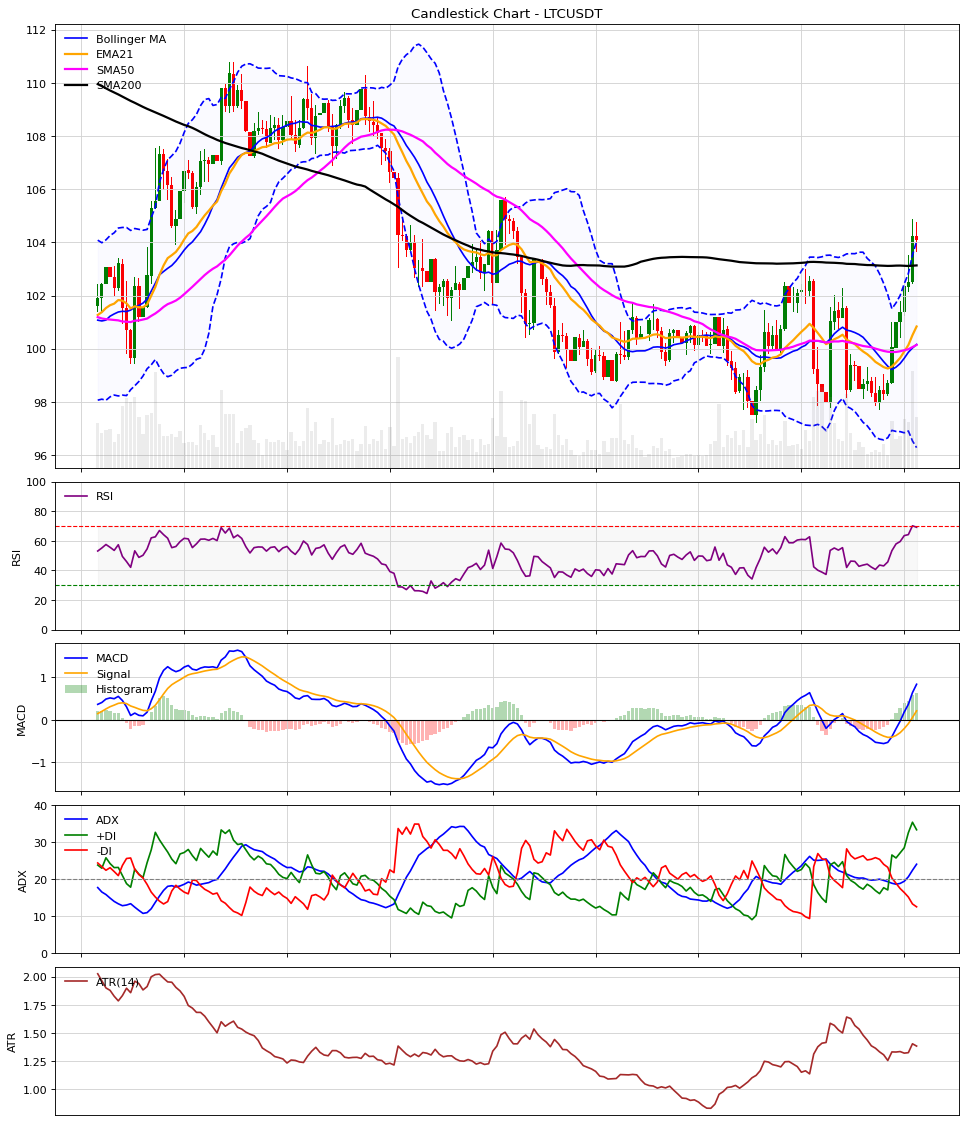 Candlestick Chart - LTCUSDT
112
110
108
106
104
102
100
98
96
Bollinger MA
EMA21
SMA50
SMA200
100
80
60
40
20
0
RSI
RSI
1
0
−1
MACD
MACD
Signal
Histogram
40
30
20
10
0
ADX
ADX
+DI
-DI
2.00
1.75
1.50
1.25
1.00
ATR
ATR(14)